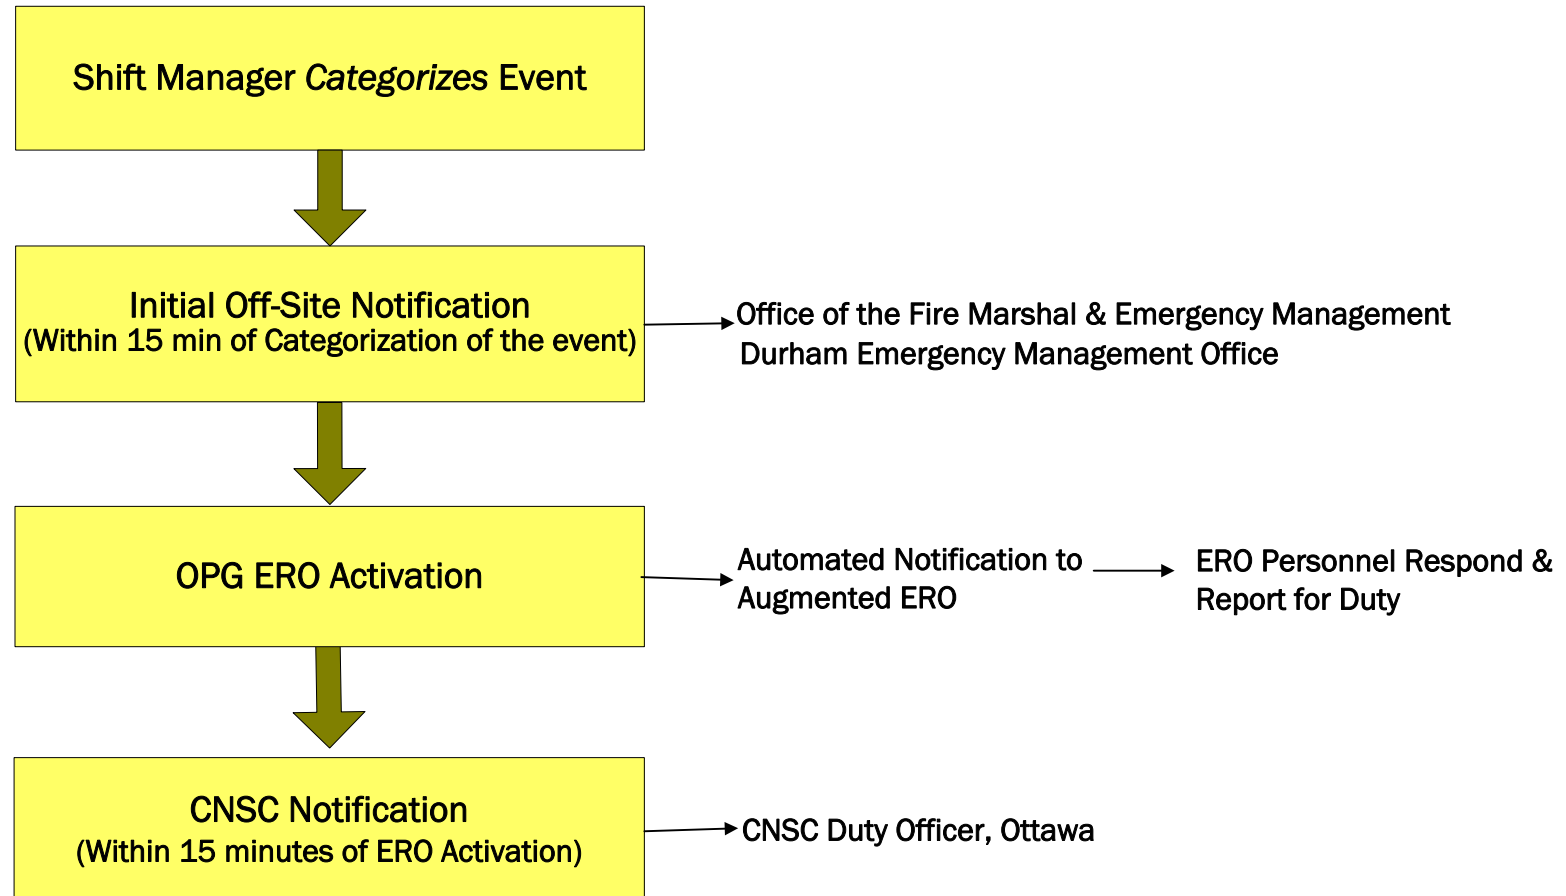 Shift Manager Categorizes Event
Initial Off-Site Notification
(Within 15 min of Categorization of the event)
Office of the Fire Marshal & Emergency Management
Durham Emergency Management Office
OPG ERO Activation
Automated Notification to
Augmented ERO
ERO Personnel Respond &
Report for Duty
CNSC Notification
(Within 15 minutes of ERO Activation)
CNSC Duty Officer, Ottawa